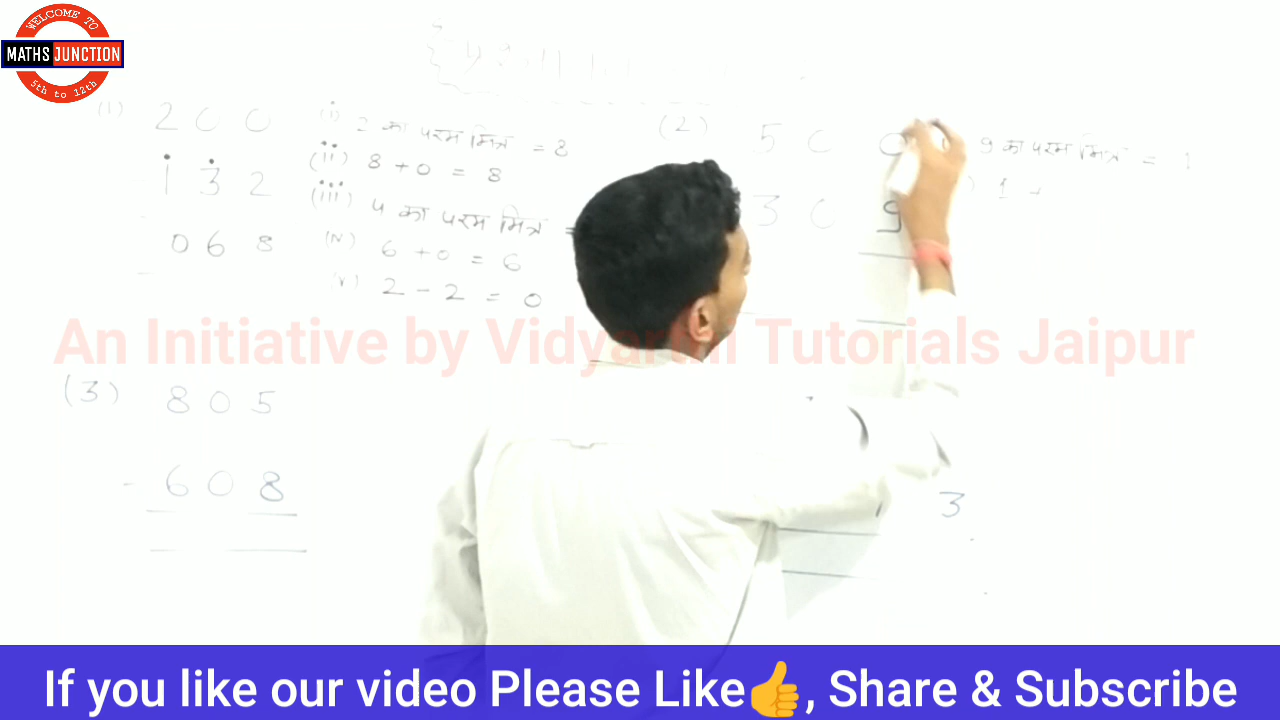 WELCOME TO
MATHS JUNCTION
5th to 12th
(1) 2 0 0
1 3 2
0 6 8
(i) 2 का परम मित्र = 8
(ii) 8 + 0 = 8
(iii) 4 का परम मित्र =
(iv) 6 + 0 = 6
(v) 2 - 2 = 0
(2) 5 0 0
3 0 9
9 का परम मित्र = 1
1 +
An Initiative by Vidyarthi Tutorials Jaipur
(3) 8 0 5
- 6 0 8
3
If you like our video Please Like👍, Share & Subscribe